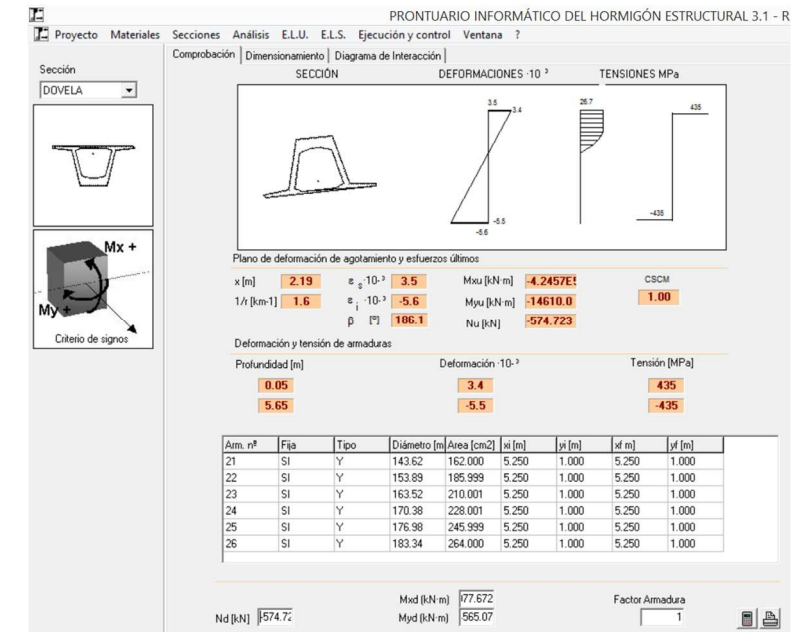 PRONTUARIO INFORMÁTICO DEL HORMIGÓN ESTRUCTURAL 3.1 - R
Proyecto Materiales Secciones Análisis E.L.U. E.L.S. Ejecución y control Ventana ?
Comprobación Dimensionamiento Diagrama de Interacción
Sección
DOVELA
SECCIÓN DEFORMACIONES ·10 ³ TENSIONES MPa
3.5 3.4 26.7 435
-5.5 -435
-5.6
Mx +
My +
Criterio de signos
Plano de deformación de agotamiento y esfuerzos últimos
x [m] 2.19 ε s ·10-³ 3.5 Mxu [kN·m] -4.2457E! CSCM
1/r [km-1] 1.6 ε i ·10-³ -5.6 Myu [kN·m] -14610.0 1.00
β [º] 186.1 Nu [kN] -574.723
Deformación y tensión de armaduras
Profundidad [m] Deformación ·10-³ Tensión [MPa]
0.05 3.4 435
5.65 -5.5 -435
Arm. nº Fija Tipo Diámetro [m Area [cm2] xi [m] yi [m] xf m] yf [m]
21 SI Y 143.62 162.000 5.250 1.000 5.250 1.000
22 SI Y 153.89 185.999 5.250 1.000 5.250 1.000
23 SI Y 163.52 210.001 5.250 1.000 5.250 1.000
24 SI Y 170.38 228.001 5.250 1.000 5.250 1.000
25 SI Y 176.98 245.999 5.250 1.000 5.250 1.000
26 SI Y 183.34 264.000 5.250 1.000 5.250 1.000
Mxd [kN·m] 77.672 Factor Armadura
Nd [kN] -574.72 Myd [kN·m] 565.07 1